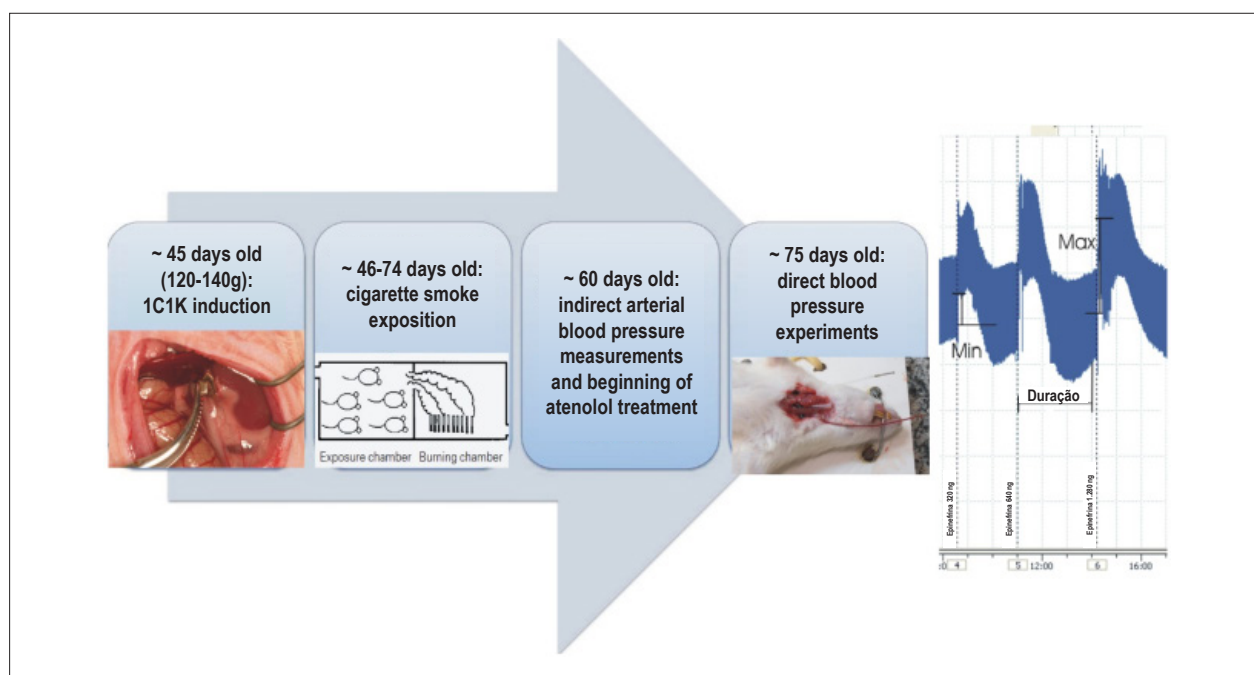 ~ 45 days old
(120-140g):
1C1K induction
~ 46-74 days old:
cigarette smoke
exposition
Exposure chamber
Burning chamber
~ 60 days old:
indirect arterial
blood pressure
measurements
and beginning of
atenolol treatment
~ 75 days old:
direct blood
pressure
experiments
Max
Min
Duração
Epinefrina 320 ng
Epinefrina 640 ng
Epinefrina 1.280 ng
4
5
12:00
6
16:00